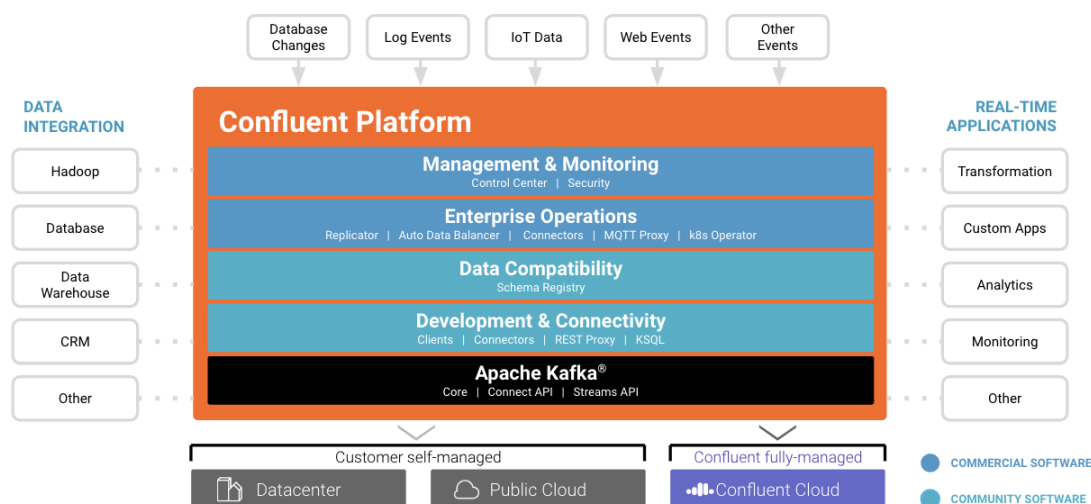 Database
Changes
Log Events
IoT Data
Web Events
Other
Events
DATA
INTEGRATION
Hadoop
Database
Data
Warehouse
CRM
Other
Confluent Platform
Management & Monitoring
Control Center | Security
Enterprise Operations
Replicator | Auto Data Balancer | Connectors | MQTT Proxy | k8s Operator
Data Compatibility
Schema Registry
Development & Connectivity
Clients | Connectors | REST Proxy | KSQL
Apache Kafka®
Core | Connect API | Streams API
REAL-TIME
APPLICATIONS
Transformation
Custom Apps
Analytics
Monitoring
Other
Customer self-managed
Confluent fully-managed
Datacenter
Public Cloud
Confluent Cloud
COMMERCIAL SOFTWARE
COMMUNITY SOFTWARE